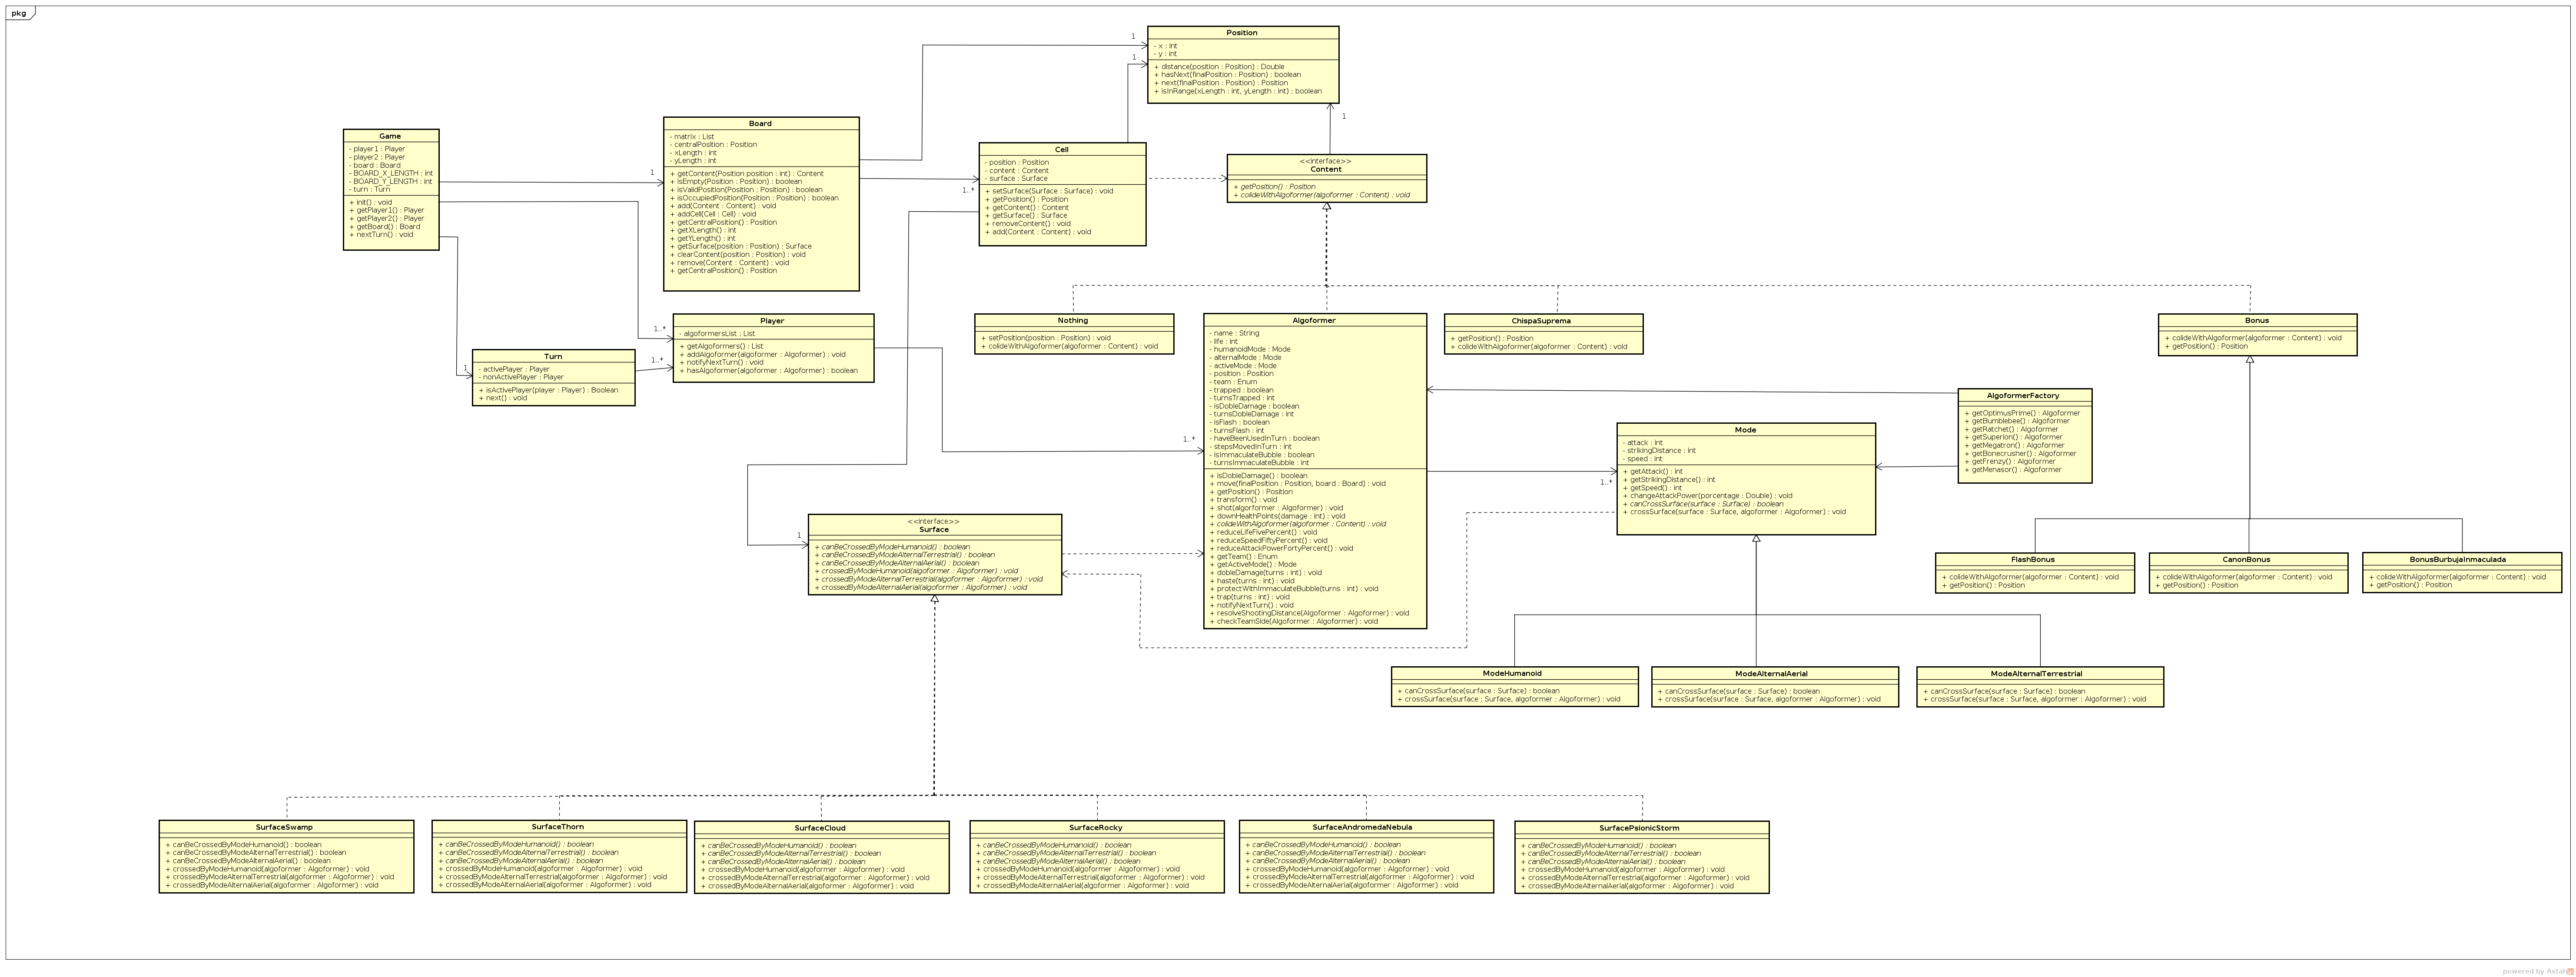 pkg
Position
- x : int
- y : int
+ distance(position : Position) : Double
+ hasNext(finalPosition : Position) : boolean
+ next(finalPosition : Position) : Position
+ isInRange(xLength : int, yLength : int) : boolean
1
1
1
Game
- player1 : Player
- player2 : Player
- board : Board
- BOARD_X_LENGTH : int
- BOARD_Y_LENGTH : int
- turn : Turn
+ init() : void
+ getPlayer1() : Player
+ getPlayer2() : Player
+ getBoard() : Board
+ nextTurn() : void
1
Board
- matrix : List
- centralPosition : Position
- xLength : int
- yLength : int
+ getContent(Position position : int) : Content
+ isEmpty(Position : Position) : boolean
+ isValidPosition(Position : Position) : boolean
+ isOccupiedPosition(Position : Position) : boolean
+ add(Content : Content) : void
+ addCell(Cell : Cell) : void
+ getCentralPosition() : Position
+ getXLength() : int
+ getYLength() : int
+ getSurface(position : Position) : Surface
+ clearContent(position : Position) : void
+ remove(Content : Content) : void
+ getCentralPosition() : Position
1..*
Cell
- position : Position
- content : Content
- surface : Surface
+ setSurface(Surface : Surface) : void
+ getPosition() : Position
+ getContent() : Content
+ getSurface() : Surface
+ removeContent() : void
+ add(Content : Content) : void
<<interface>>
Content
+ getPosition() : Position
+ colideWithAlgoformer(algoformer : Content) : void
1..*
Player
- algoformersList : List
+ getAlgoformers() : List
+ addAlgoformer(algoformer : Algoformer) : void
+ notifyNextTurn() : void
+ hasAlgoformer(algoformer : Algoformer) : boolean
1
Turn
- activePlayer : Player
- nonActivePlayer : Player
+ isActivePlayer(player : Player) : Boolean
+ next() : void
1..*
Nothing
+ setPosition(position : Position) : void
+ colideWithAlgoformer(algoformer : Content) : void
Algoformer
- name : String
- life : int
- humanoidMode : Mode
- alternalMode : Mode
- activeMode : Mode
- position : Position
- team : Enum
- trapped : boolean
- turnsTrapped : int
- isDobleDamage : boolean
- turnsDobleDamage : int
- isFlash : boolean
- turnsFlash : int
- haveBeenUsedInTurn : boolean
- stepsMovedInTurn : int
- isImmaculateBubble : boolean
- turnsImmaculateBubble : int
+ isDobleDamage() : boolean
+ move(finalPosition : Position, board : Board) : void
+ getPosition() : Position
+ transform() : void
+ shot(algorformer : Algoformer) : void
+ downHealthPoints(damage : int) : void
+ colideWithAlgoformer(algoformer : Content) : void
+ reduceLifeFivePercent() : void
+ reduceSpeedFiftyPercent() : void
+ reduceAttackPowerFortyPercent() : void
+ getTeam() : Enum
+ getActiveMode() : Mode
+ dobleDamage(turns : int) : void
+ haste(turns : int) : void
+ protectWithImmaculateBubble(turns : int) : void
+ trap(turns : int) : void
+ notifyNextTurn() : void
+ resolveShootingDistance(Algoformer : Algoformer) : void
+ checkTeamSide(Algoformer : Algoformer) : void
1..*
ChispaSuprema
+ getPosition() : Position
+ colideWithAlgoformer(algoformer : Content) : void
Bonus
+ colideWithAlgoformer(algoformer : Content) : void
+ getPosition() : Position
AlgoformerFactory
+ getOptimusPrime() : Algoformer
+ getBumblebee() : Algoformer
+ getRatchet() : Algoformer
+ getSuperion() : Algoformer
+ getMegatron() : Algoformer
+ getBonecrusher() : Algoformer
+ getFrenzy() : Algoformer
+ getMenasor() : Algoformer
Mode
- attack : int
- strikingDistance : int
- speed : int
+ getAttack() : int
+ getStrikingDistance() : int
+ getSpeed() : int
+ changeAttackPower(porcentage : Double) : void
+ canCrossSurface(surface : Surface) : boolean
+ crossSurface(surface : Surface, algoformer : Algoformer) : void
1..*
1
<<interface>>
Surface
+ canBeCrossedByModeHumanoid() : boolean
+ canBeCrossedByModeAlternalTerrestrial() : boolean
+ canBeCrossedByModeAlternalAerial() : boolean
+ crossedByModeHumanoid(algoformer : Algoformer) : void
+ crossedByModeAlternalTerrestrial(algoformer : Algoformer) : void
+ crossedByModeAlternalAerial(algoformer : Algoformer) : void
FlashBonus
+ colideWithAlgoformer(algoformer : Content) : void
+ getPosition() : Position
CanonBonus
+ colideWithAlgoformer(algoformer : Content) : void
+ getPosition() : Position
BonusBurbujaInmaculada
+ colideWithAlgoformer(algoformer : Content) : void
+ getPosition() : Position
ModeHumanoid
+ canCrossSurface(surface : Surface) : boolean
+ crossSurface(surface : Surface, algoformer : Algoformer) : void
ModeAlternalAerial
+ canCrossSurface(surface : Surface) : boolean
+ crossSurface(surface : Surface, algoformer : Algoformer) : void
ModeAlternalTerrestrial
+ canCrossSurface(surface : Surface) : boolean
+ crossSurface(surface : Surface, algoformer : Algoformer) : void
SurfaceSwamp
+ canBeCrossedByModeHumanoid() : boolean
+ canBeCrossedByModeAlternalTerrestrial() : boolean
+ canBeCrossedByModeAlternalAerial() : boolean
+ crossedByModeHumanoid(algoformer : Algoformer) : void
+ crossedByModeAlternalTerrestrial(algoformer : Algoformer) : void
+ crossedByModeAlternalAerial(algoformer : Algoformer) : void
SurfaceThorn
+ canBeCrossedByModeHumanoid() : boolean
+ canBeCrossedByModeAlternalTerrestrial() : boolean
+ canBeCrossedByModeAlternalAerial() : boolean
+ crossedByModeHumanoid(algoformer : Algoformer) : void
+ crossedByModeAlternalTerrestrial(algoformer : Algoformer) : void
+ crossedByModeAlternalAerial(algoformer : Algoformer) : void
SurfaceCloud
+ canBeCrossedByModeHumanoid() : boolean
+ canBeCrossedByModeAlternalTerrestrial() : boolean
+ canBeCrossedByModeAlternalAerial() : boolean
+ crossedByModeHumanoid(algoformer : Algoformer) : void
+ crossedByModeAlternalTerrestrial(algoformer : Algoformer) : void
+ crossedByModeAlternalAerial(algoformer : Algoformer) : void
SurfaceRocky
+ canBeCrossedByModeHumanoid() : boolean
+ canBeCrossedByModeAlternalTerrestrial() : boolean
+ canBeCrossedByModeAlternalAerial() : boolean
+ crossedByModeHumanoid(algoformer : Algoformer) : void
+ crossedByModeAlternalTerrestrial(algoformer : Algoformer) : void
+ crossedByModeAlternalAerial(algoformer : Algoformer) : void
SurfaceAndromedaNebula
+ canBeCrossedByModeHumanoid() : boolean
+ canBeCrossedByModeAlternalTerrestrial() : boolean
+ canBeCrossedByModeAlternalAerial() : boolean
+ crossedByModeHumanoid(algoformer : Algoformer) : void
+ crossedByModeAlternalTerrestrial(algoformer : Algoformer) : void
+ crossedByModeAlternalAerial(algoformer : Algoformer) : void
SurfacePsionicStorm
+ canBeCrossedByModeHumanoid() : boolean
+ canBeCrossedByModeAlternalTerrestrial() : boolean
+ canBeCrossedByModeAlternalAerial() : boolean
+ crossedByModeHumanoid(algoformer : Algoformer) : void
+ crossedByModeAlternalTerrestrial(algoformer : Algoformer) : void
+ crossedByModeAlternalAerial(algoformer : Algoformer) : void
powered by Astah